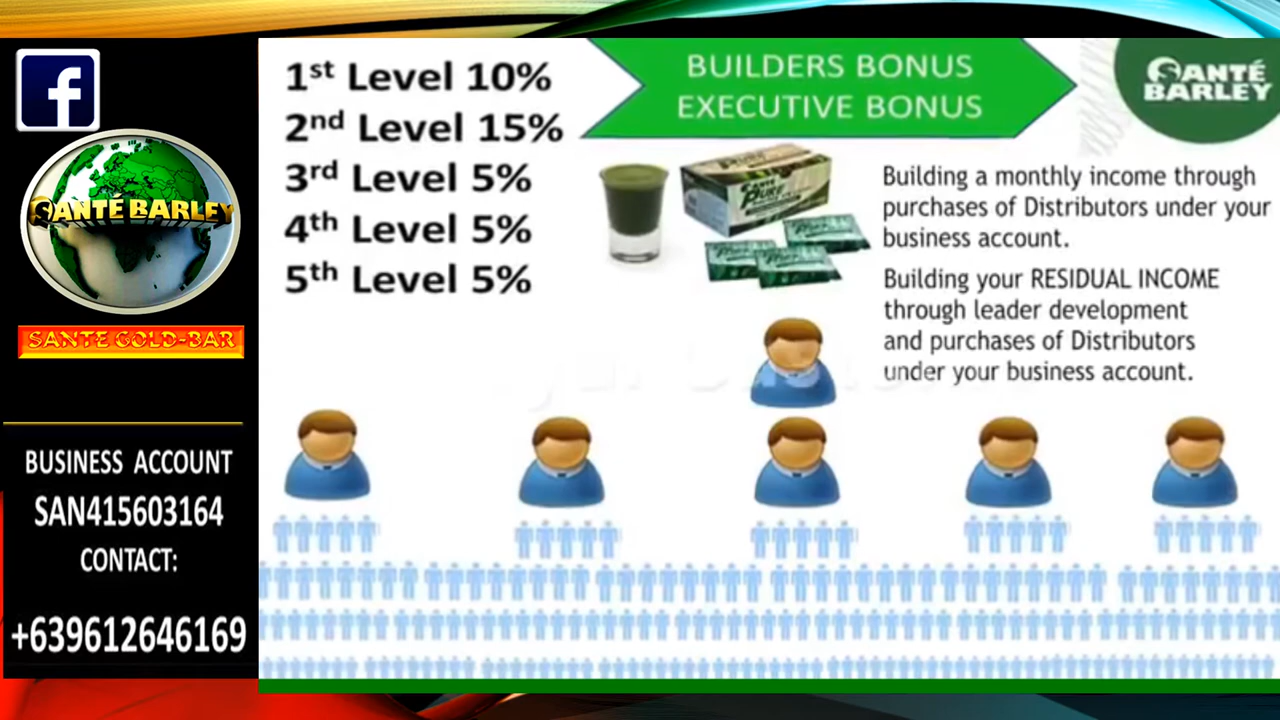 f
SANTÉ BARLEY
SANTE GOLD-BAR
BUSINESS ACCOUNT
SAN415603164
CONTACT:
+639612646169
1st Level 10%
2nd Level 15%
3rd Level 5%
4th Level 5%
5th Level 5%
BUILDERS BONUS
EXECUTIVE BONUS
SANTÉ
BARLEY
PURE
SANTÉ
PURE
Building a monthly income through
purchases of Distributors under your
business account.
Building your RESIDUAL INCOME
through leader development
and purchases of Distributors
under your business account.